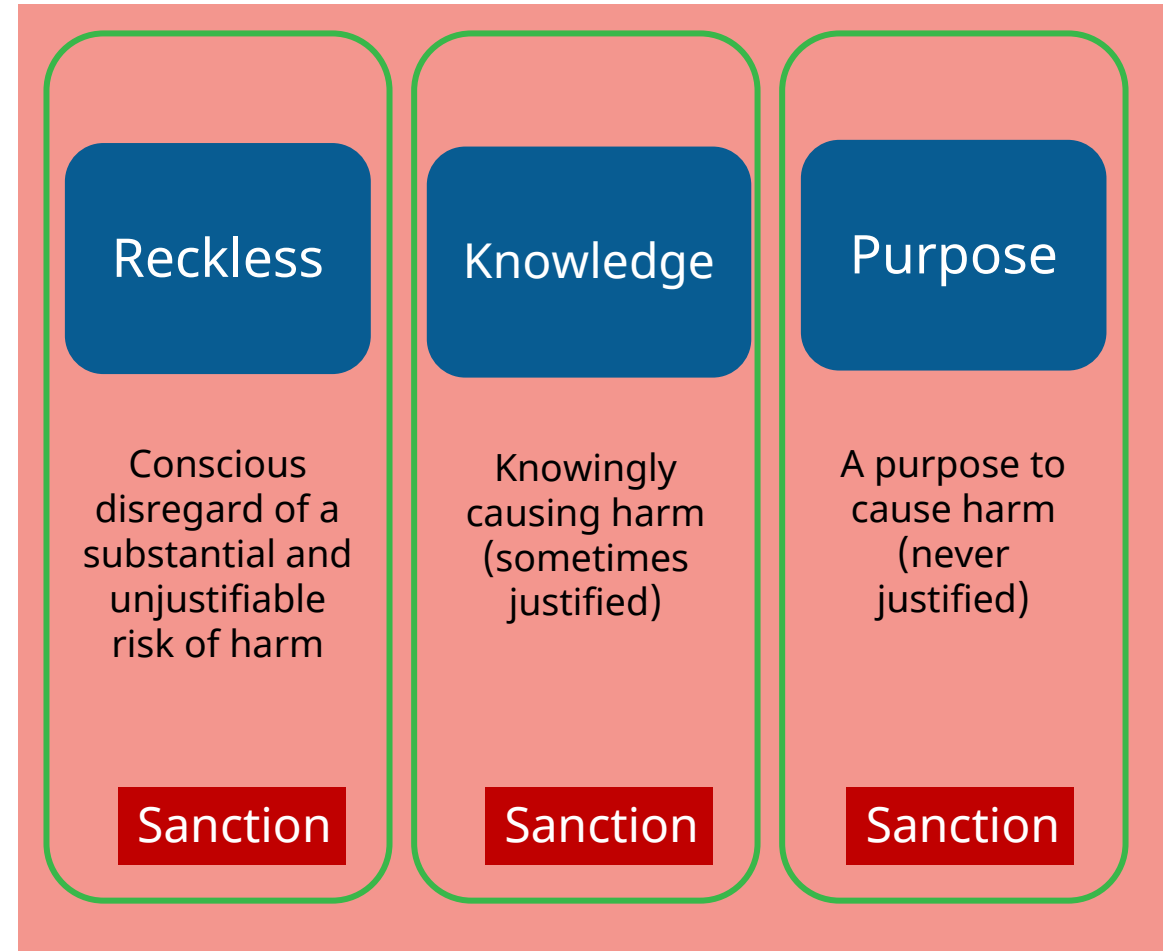 Reckless
Conscious
disregard of a
substantial and
unjustifiable
risk of harm
Sanction
Knowledge
Knowingly
causing harm
(sometimes
justified)
Sanction
Purpose
A purpose to
cause harm
(never
justified)
Sanction